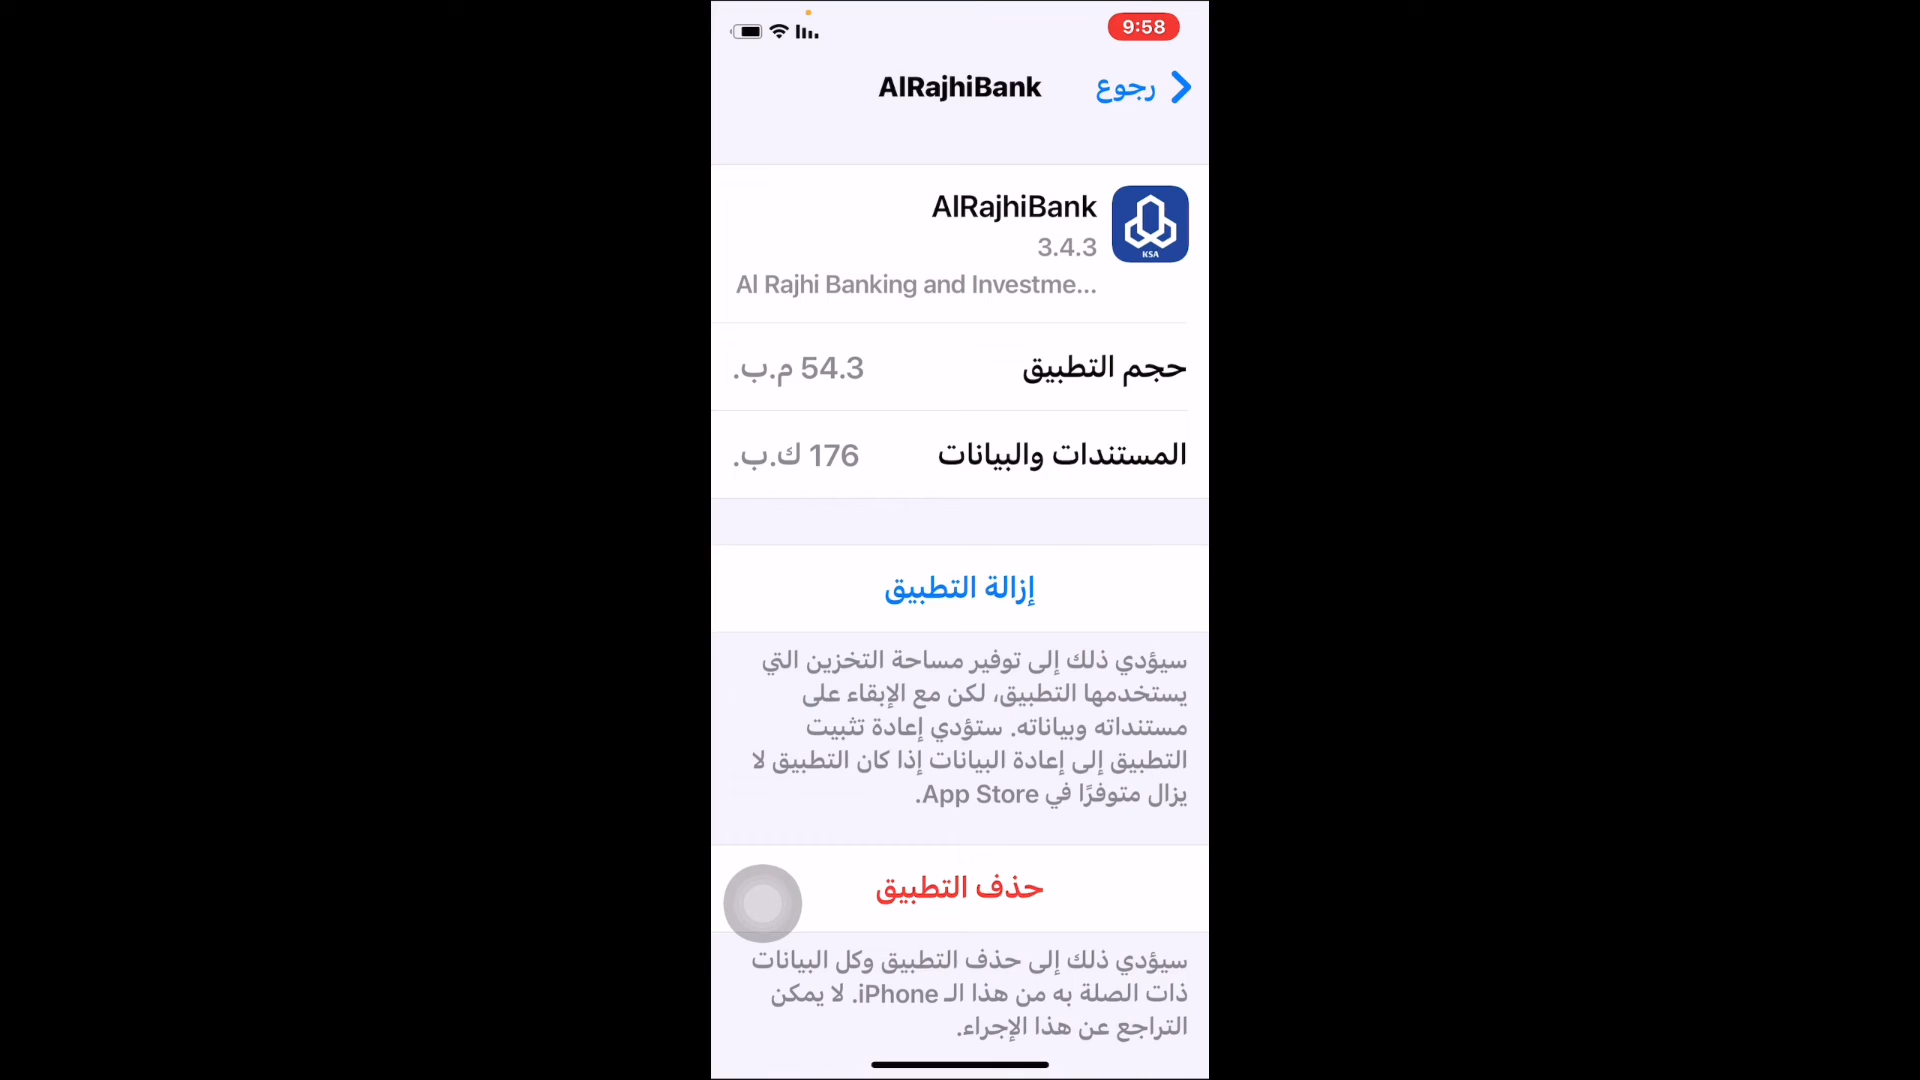 9:58
رجوع
AlRajhiBank
AlRajhiBank
KSA
3.4.3
Al Rajhi Banking and Investme...
حجم التطبيق 54.3 م.ب.
المستندات والبيانات 176 ك.ب.
إزالة التطبيق
سيؤدي ذلك إلى توفير مساحة التخزين التي
يستخدمها التطبيق، لكن مع الإبقاء على
مستنداته وبياناته. ستؤدي إعادة تثبيت
التطبيق إلى إعادة البيانات إذا كان التطبيق لا
يزال متوفرًا في App Store.
حذف التطبيق
سيؤدي ذلك إلى حذف التطبيق وكل البيانات
ذات الصلة به من هذا الـ iPhone. لا يمكن
التراجع عن هذا الإجراء.